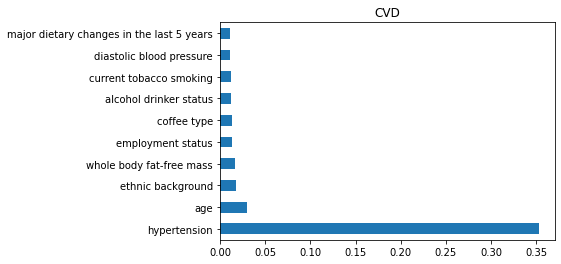 CVD
major dietary changes in the last 5 years
diastolic blood pressure
current tobacco smoking
alcohol drinker status
coffee type
employment status
whole body fat-free mass
ethnic background
age
hypertension
0.00 0.05 0.10 0.15 0.20 0.25 0.30 0.35